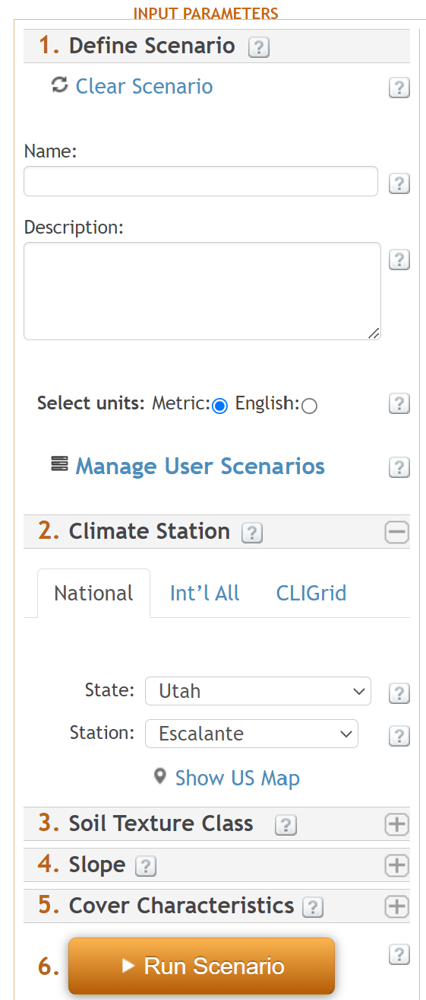 INPUT PARAMETERS
1. Define Scenario ?
Clear Scenario ?
Name:
?
Description:
?
Select units: Metric: English: ?
Manage User Scenarios ?
2. Climate Station ?
National Int’l All CLIGrid
State: Utah ?
Station: Escalante ?
Show US Map
3. Soil Texture Class ?
4. Slope ?
5. Cover Characteristics ?
6. Run Scenario ?